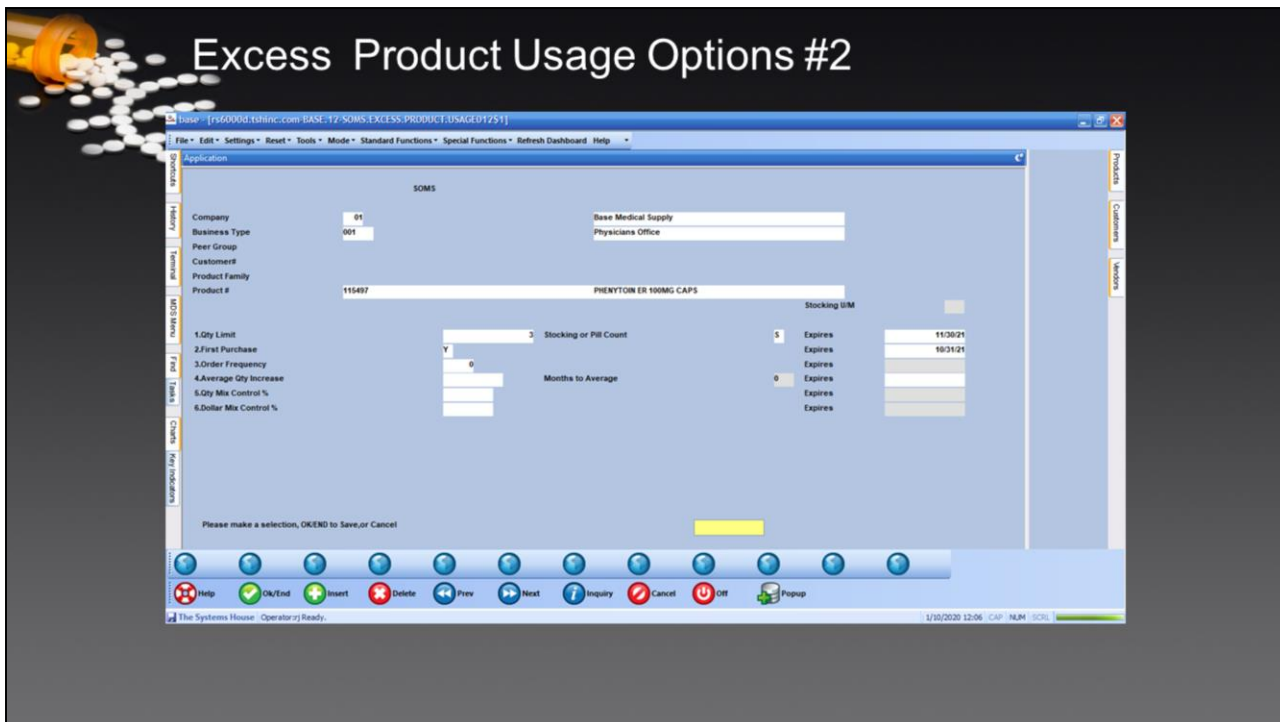 Excess Product Usage Options #2
base - [rs6000d.tshinc.com-BASE.12-SOMS.EXCESS.PRODUCT.USAGE01251]
File Edit Settings Reset Tools Mode Standard Functions Special Functions Refresh Dashboard Help
Application
Shortcuts
History
Terminal
MDS Menu
Find
Tasks
Charts
Key Indicators
Products
Customers
Vendors
SOMS
Company 01 Base Medical Supply
Business Type 001 Physicians Office
Peer Group
Customer#
Product Family
Product # 115497 PHENYTOIN ER 100MG CAPS
Stocking U/M
1.Qty Limit 3 Stocking or Pill Count S Expires 11/30/21
2.First Purchase Y Expires 10/31/21
3.Order Frequency 0 Expires
4.Average Qty Increase Months to Average 0 Expires
5.Qty Mix Control % Expires
6.Dollar Mix Control % Expires
Please make a selection, OK/END to Save,or Cancel
Help Ok/End Insert Delete Prev Next Inquiry Cancel Off Popup
The Systems House Operator:rj Ready. 1/10/2020 12:06 CAP NUM SCRL